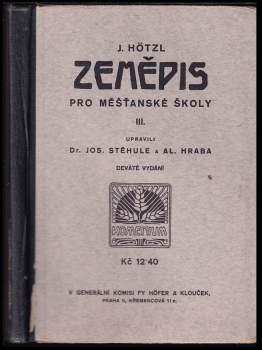 J. HÖTZL
ZEMĚPIS
PRO MĚŠŤANSKÉ ŠKOLY
III.
UPRAVILI
Dr. JOS. STĚHULE A AL. HRABA
DEVÁTÉ VYDÁNÍ
KOMENIUM
Kč 12·40
V GENERÁLNÍ KOMISI FY HÖFER A KLOUČEK,
PRAHA II, KŘEMENCOVÁ 11 n.